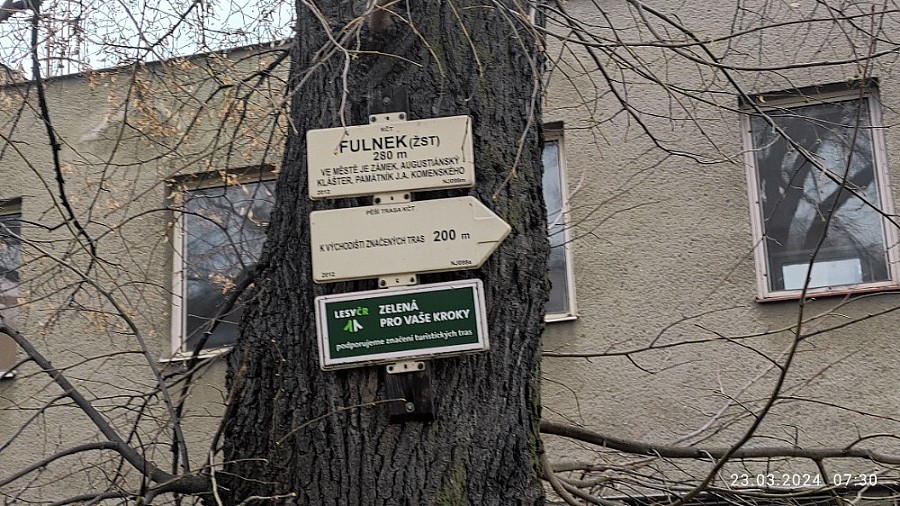 KČT
FULNEK (ŽST)
280 m
VE MĚSTĚ JE ZÁMEK, AUGUSTIÁNSKÝ
KLÁŠTER, PAMÁTNÍK J.A. KOMENSKÉHO
2012
PĚŠÍ TRASA KČT
K VÝCHODIŠTI ZNAČENÝCH TRAS 200 m
2012
LESY ČR
ZELENÁ
PRO VAŠE KROKY
podporujeme značení turistických tras
23.03.2024 07:30